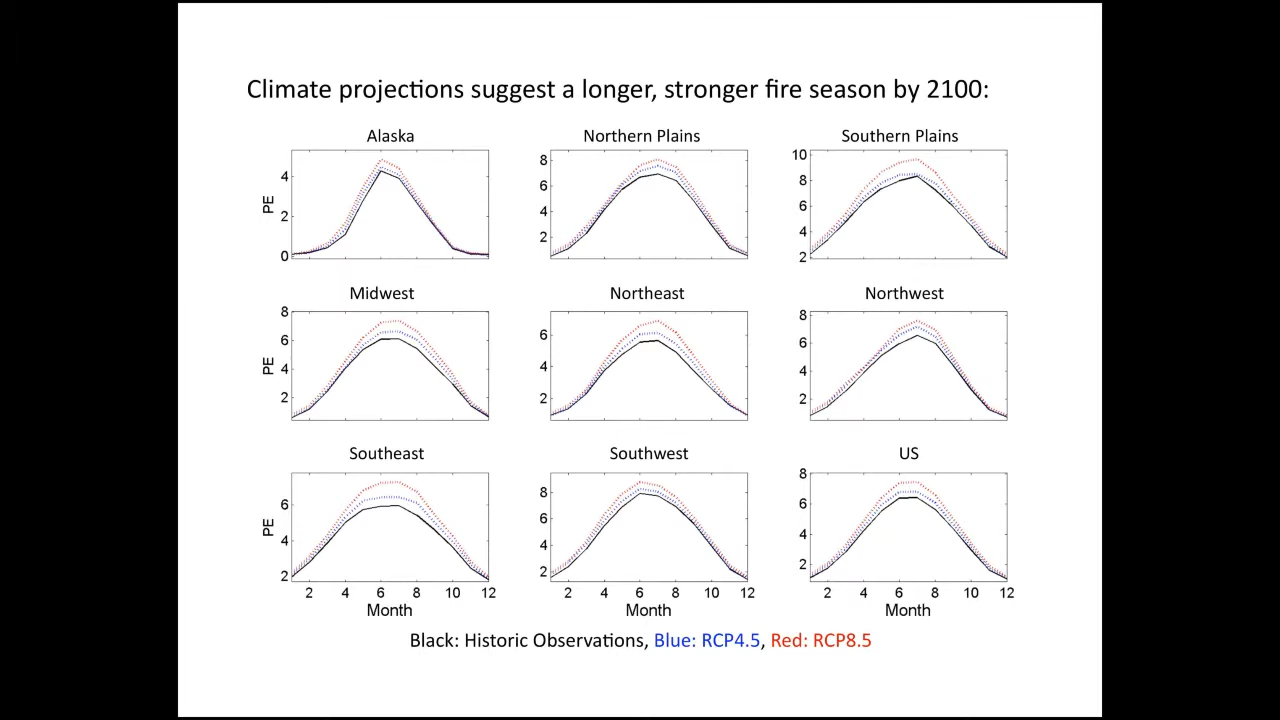 Climate projections suggest a longer, stronger fire season by 2100:
Alaska
Northern Plains
Southern Plains
PE
4
2
0
8
6
4
2
10
8
6
4
2
Midwest
Northeast
Northwest
PE
8
6
4
2
6
4
2
8
6
4
2
Southeast
Southwest
US
PE
6
4
2
8
6
4
2
8
6
4
2
2 4 6 8 10 12
2 4 6 8 10 12
2 4 6 8 10 12
Month
Month
Month
Black: Historic Observations, Blue: RCP4.5, Red: RCP8.5